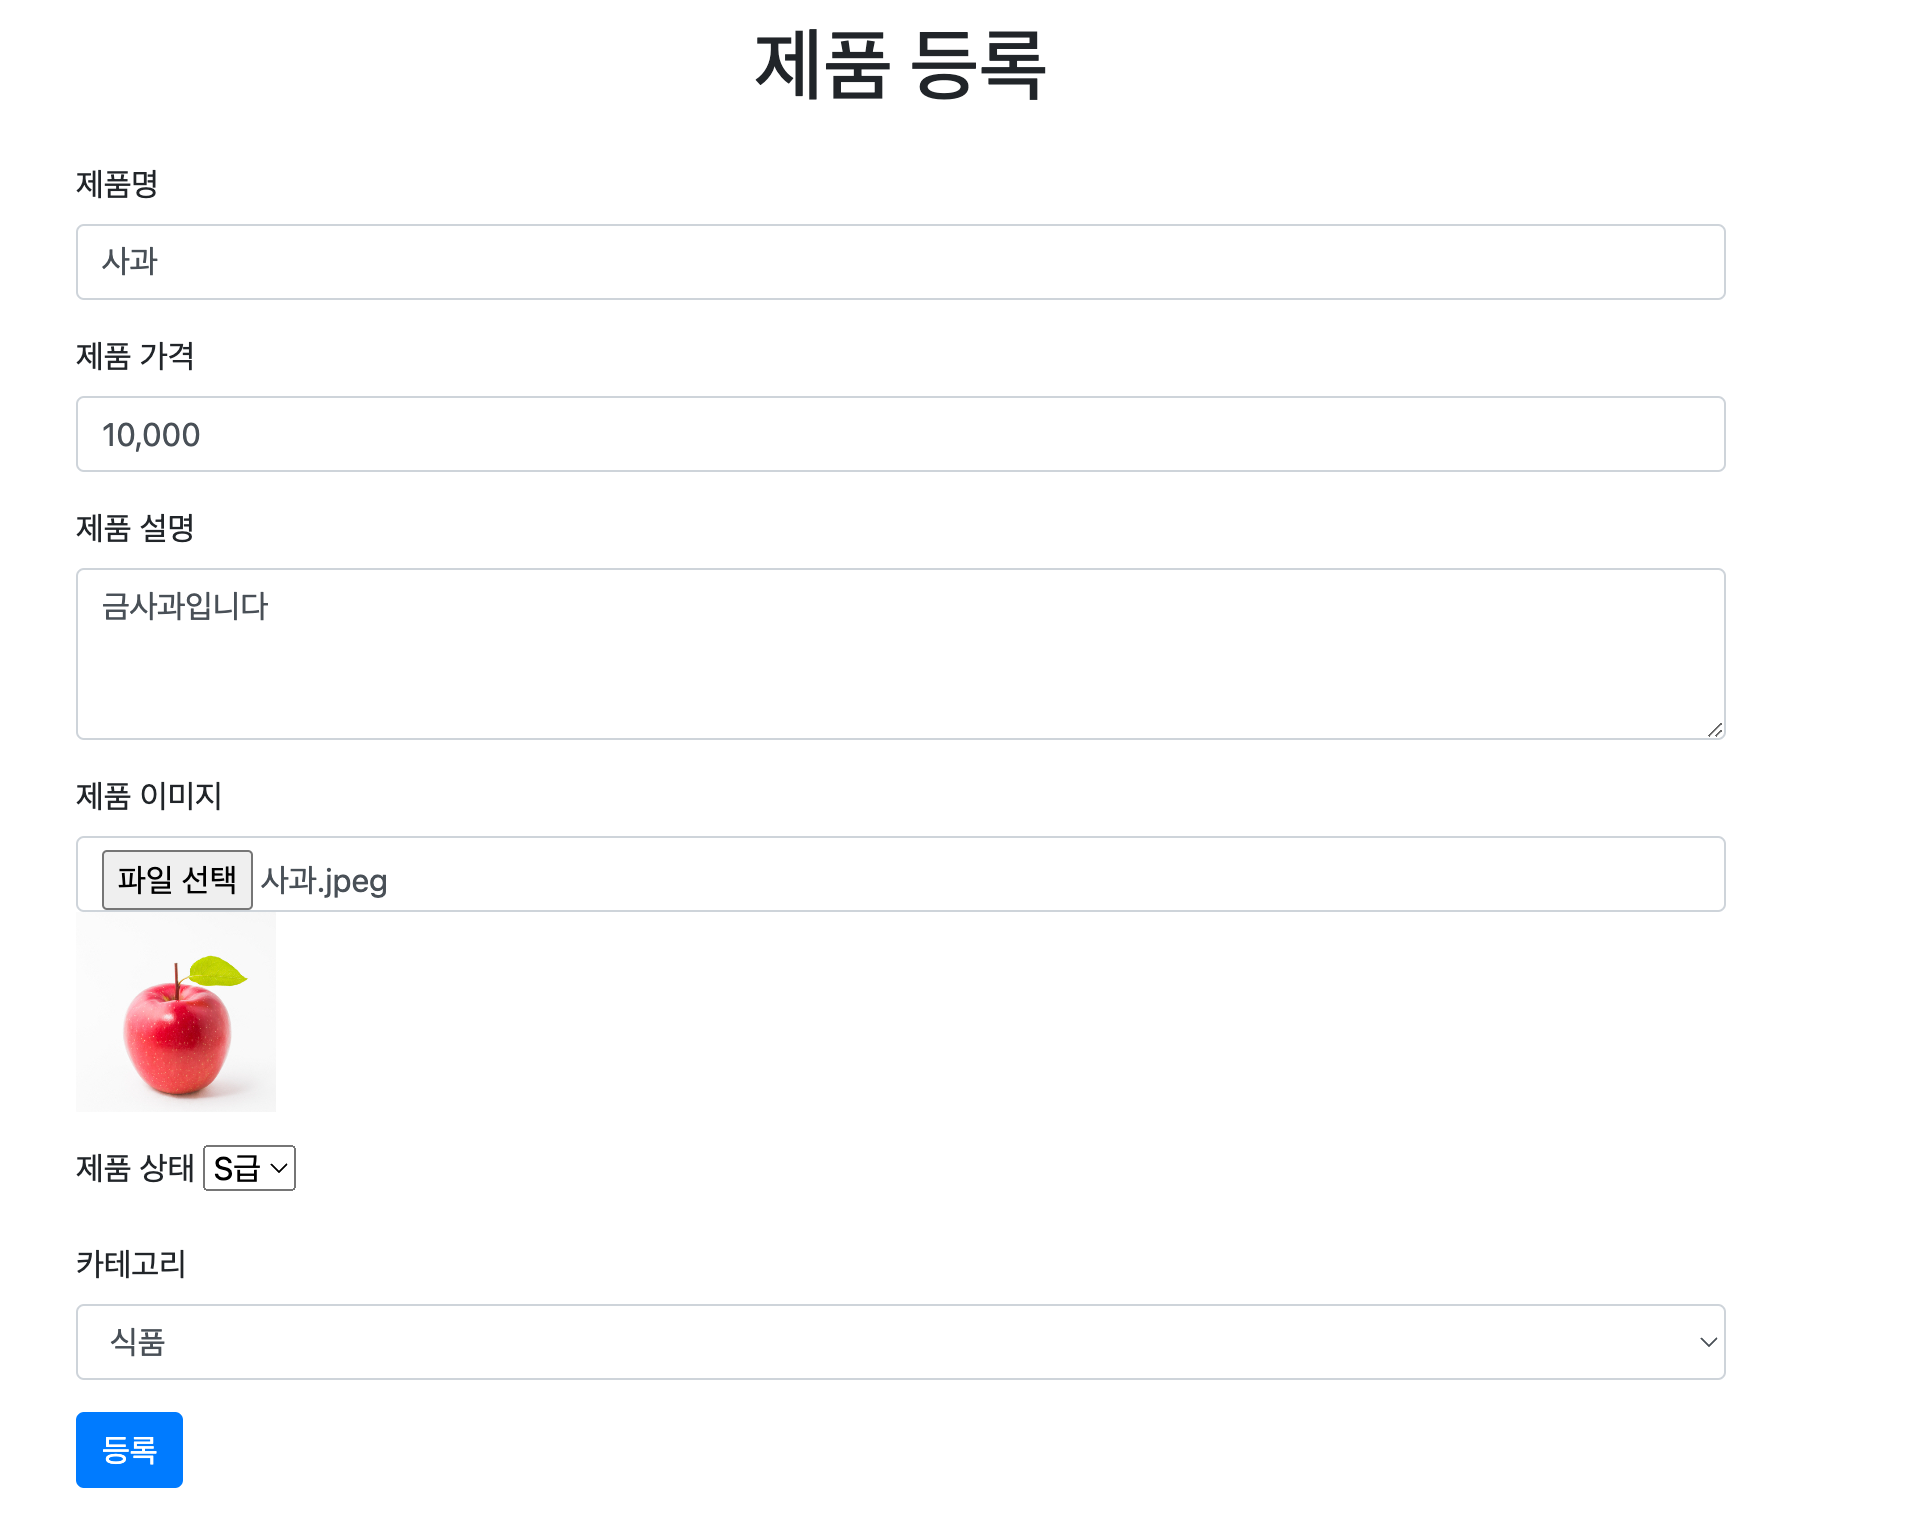 제품 등록
제품명
사과
제품 가격
10,000
제품 설명
금사과입니다
제품 이미지
파일 선택 사과.jpeg
제품 상태 S급
카테고리
식품
등록